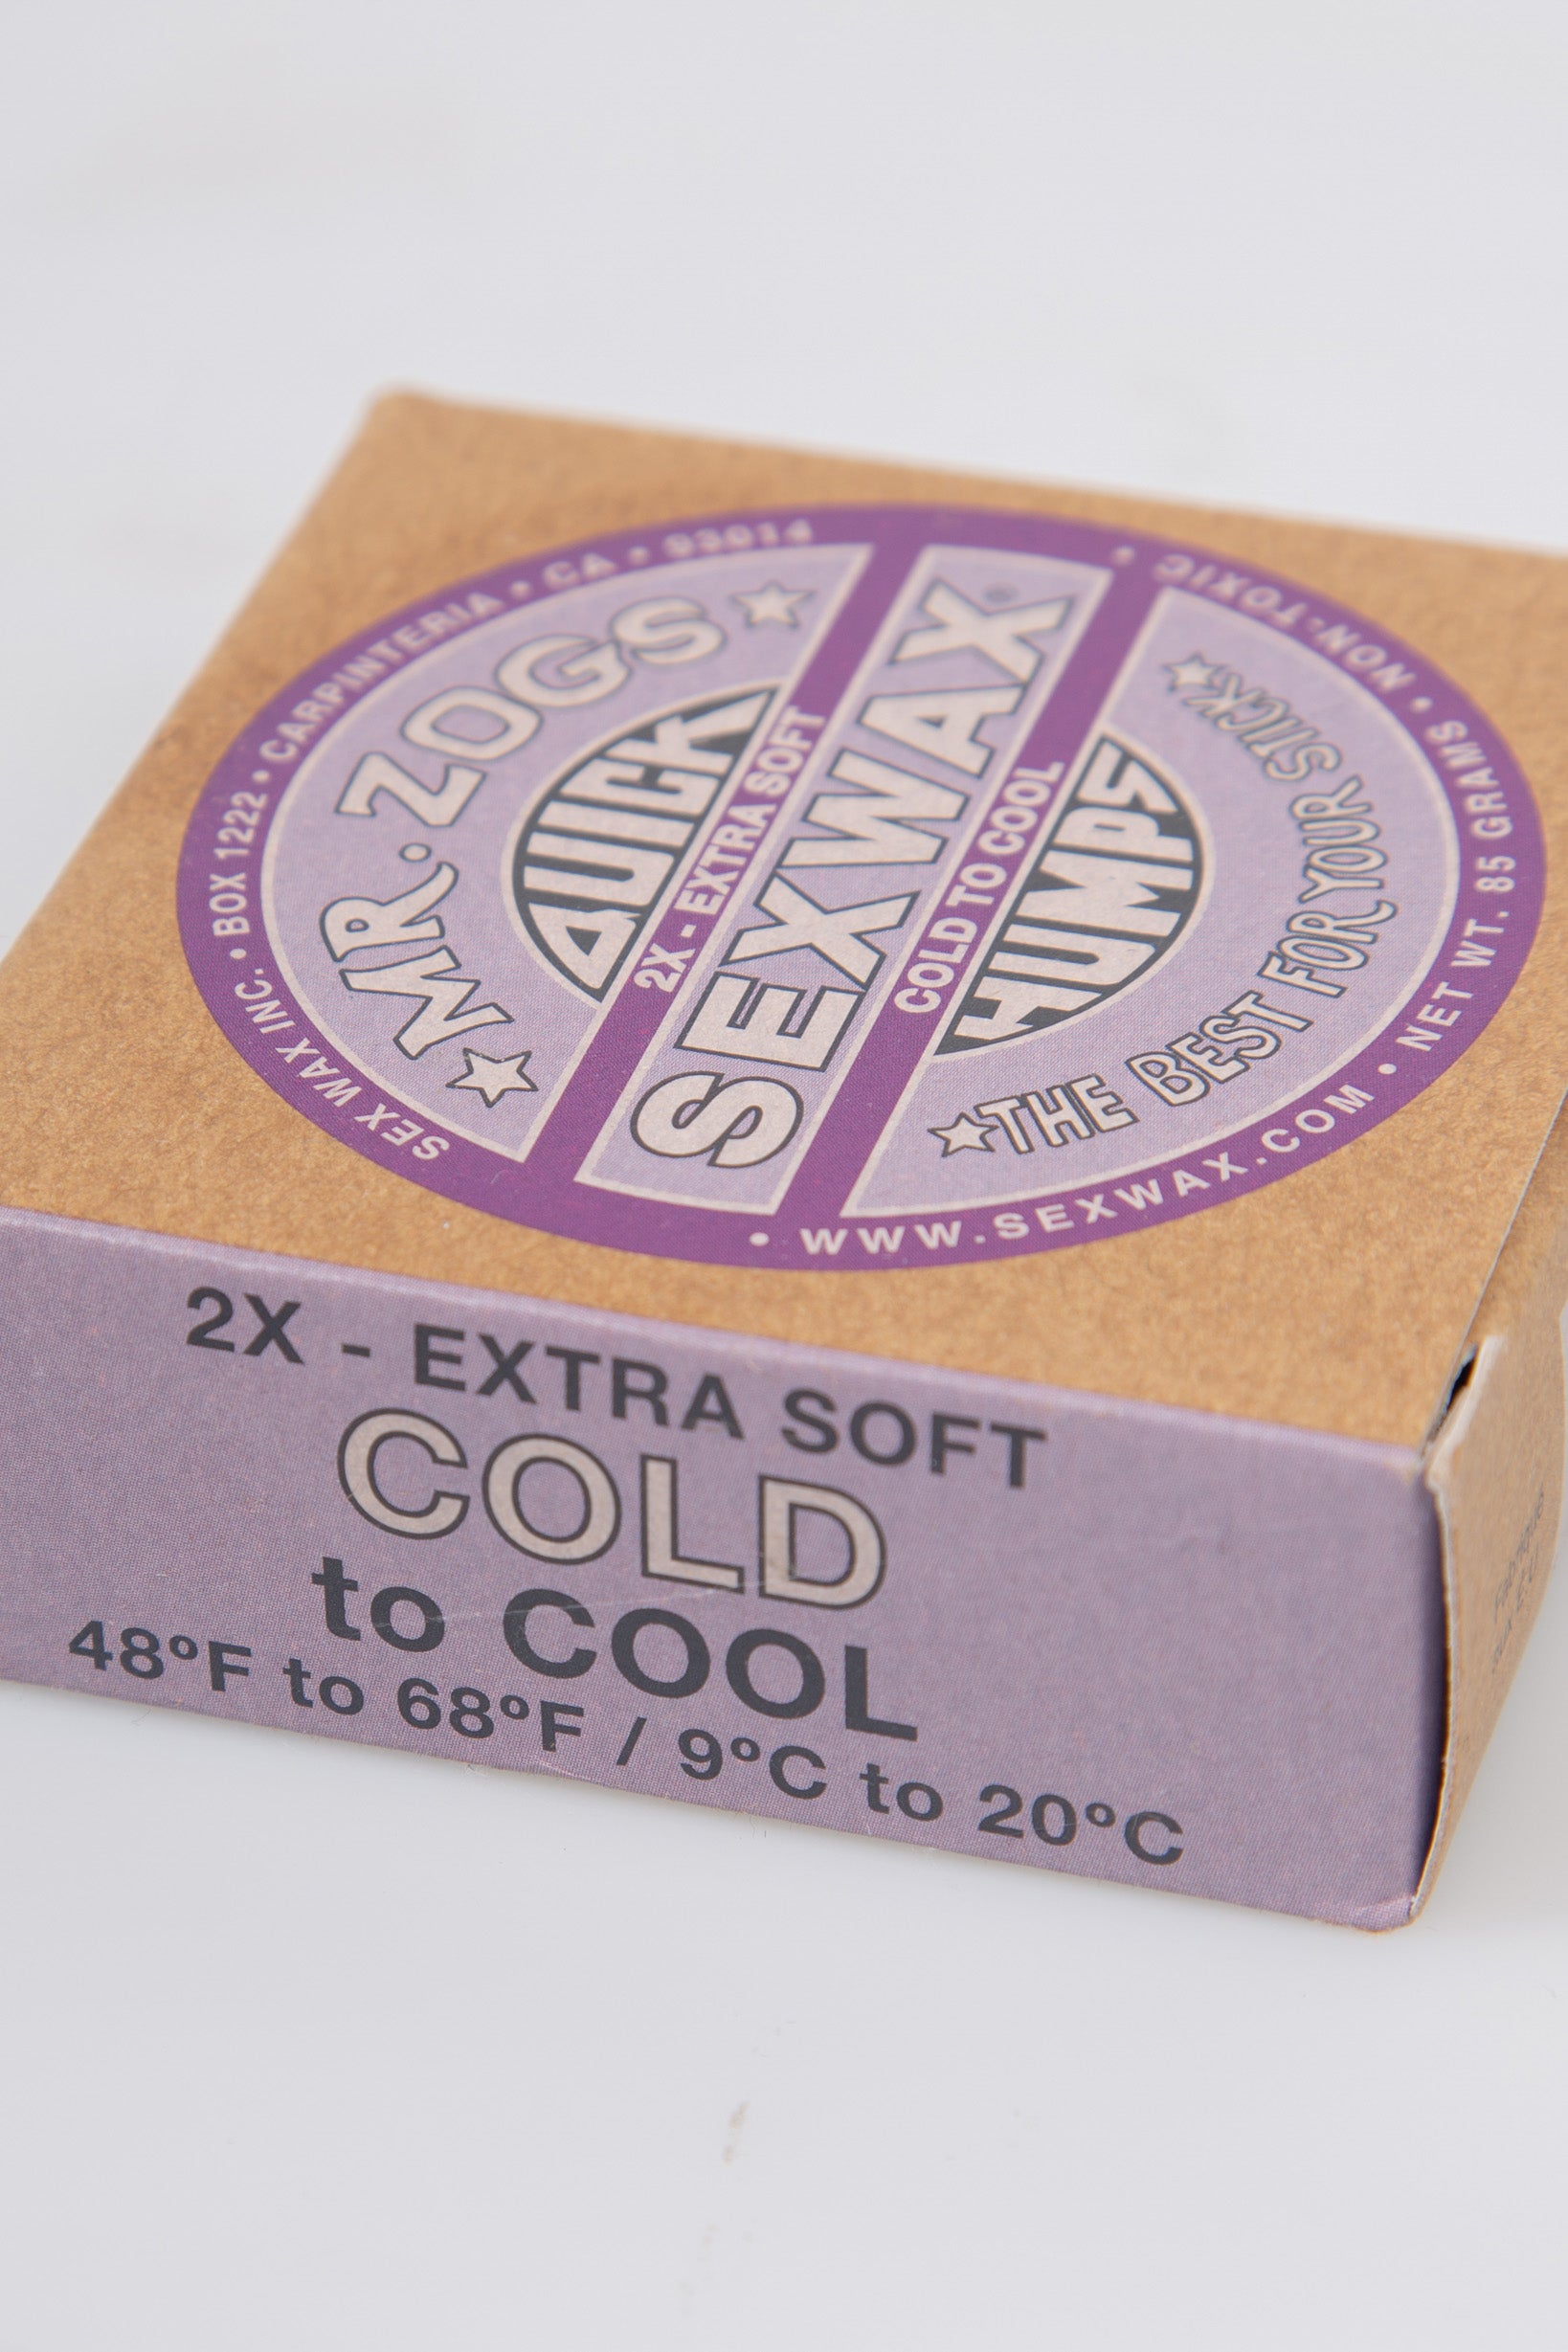 SEX WAX INC. • BOX 1222 • CARPINTERIA • CA • 93014 •
NON-TOXIC • NET WT. 85 GRAMS • WWW.SEXWAX.COM •
MR. ZOGS
QUICK
2X - EXTRA SOFT
SEXWAX®
COLD TO COOL
HUMPS
THE BEST FOR YOUR STICK
2X - EXTRA SOFT
COLD
to COOL
48°F to 68°F / 9°C to 20°C